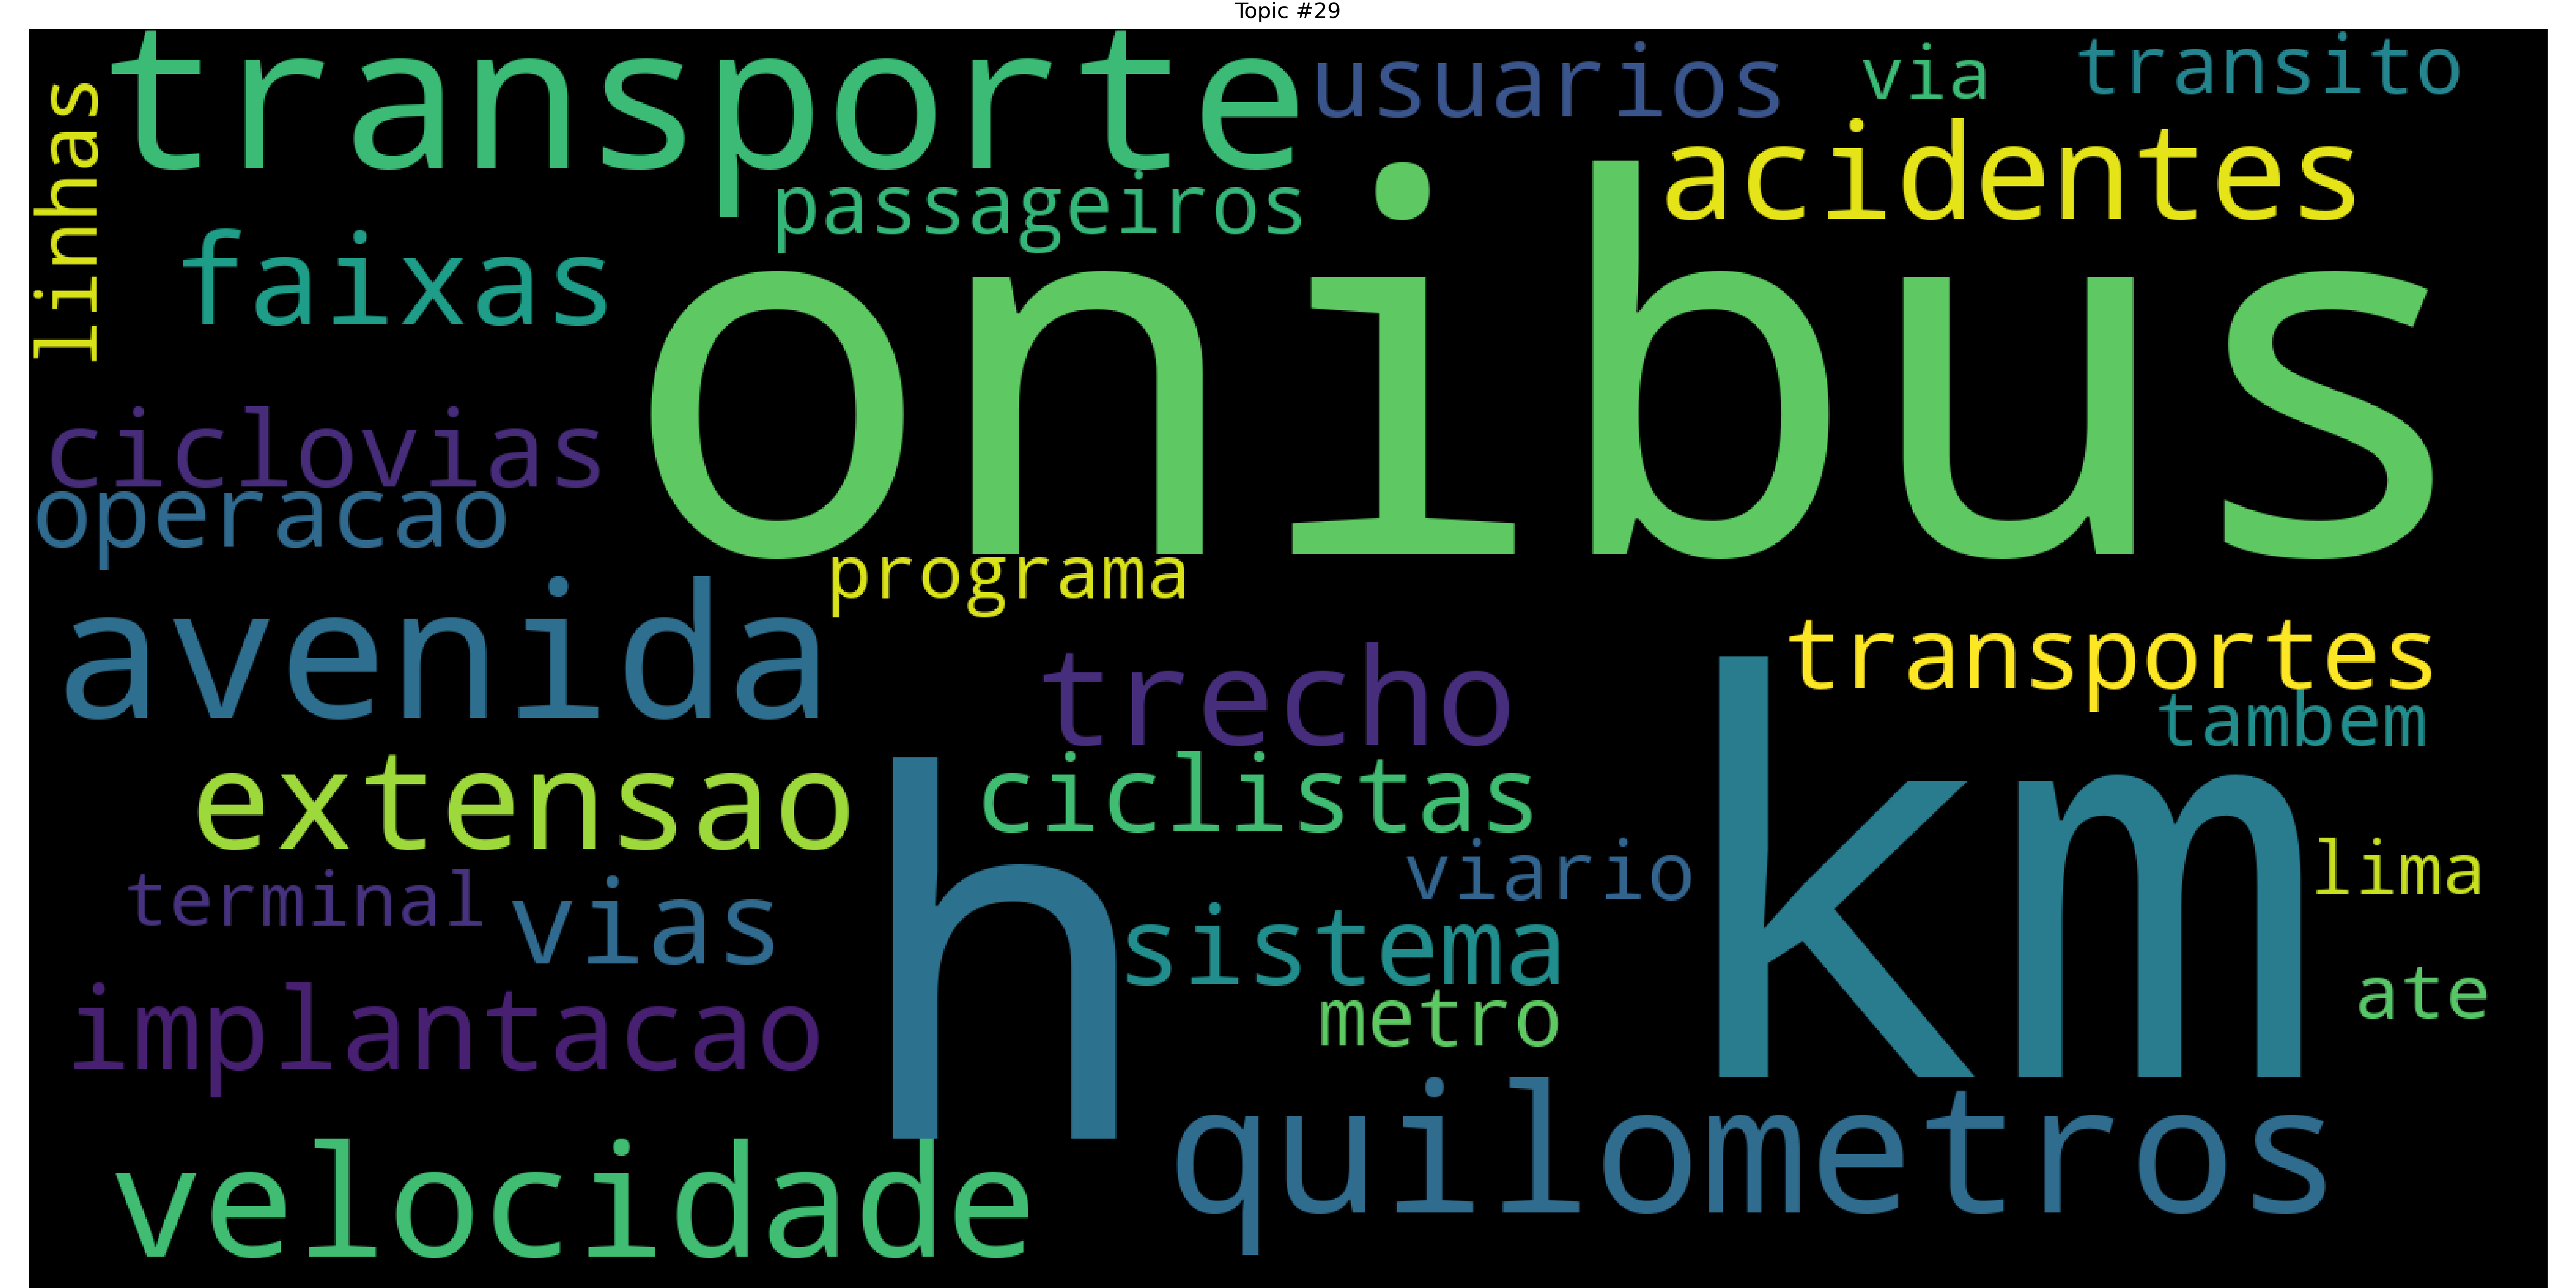 Topic #29
transporte
usuarios
via
transito
linhas
acidentes
passageiros
faixas
onibus
ciclovias
operacao
programa
avenida
trecho
transportes
tambem
extensao
ciclistas
km
h
viario
lima
terminal
vias
sistema
metro
ate
implantacao
quilometros
velocidade